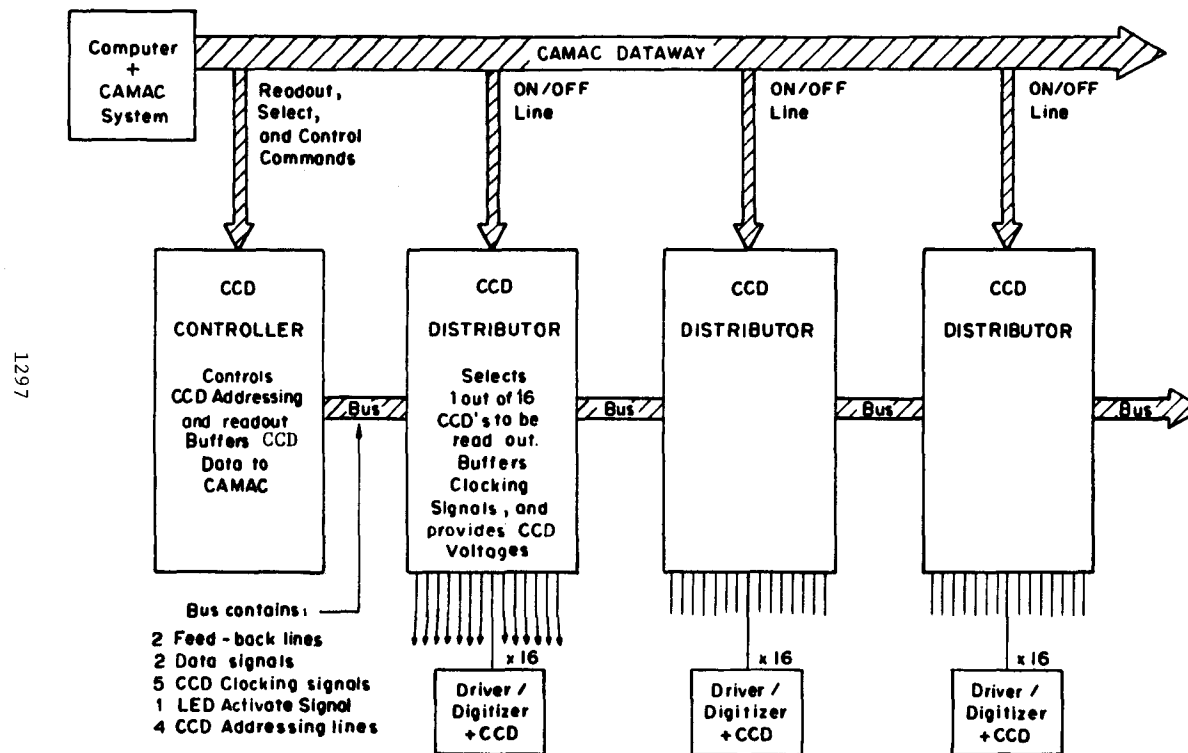 Computer
+
CAMAC
System
CAMAC DATAWAY
Readout,
Select,
and Control
Commands
ON/OFF
Line
ON/OFF
Line
ON/OFF
Line
CCD
CONTROLLER
Controls
CCD Addressing
and readout
Buffers CCD
Data to
CAMAC
Bus
CCD
DISTRIBUTOR
Selects
1 out of 16
CCD's to be
read out.
Buffers
Clocking
Signals, and
provides CCD
Voltages
Bus
CCD
DISTRIBUTOR
Bus
CCD
DISTRIBUTOR
Bus
1297
Bus contains:
2 Feed-back lines
2 Data signals
5 CCD Clocking signals
1 LED Activate Signal
4 CCD Addressing lines
x 16
Driver /
Digitizer
+CCD
x 16
Driver /
Digitizer
+CCD
x 16
Driver /
Digitizer
+CCD